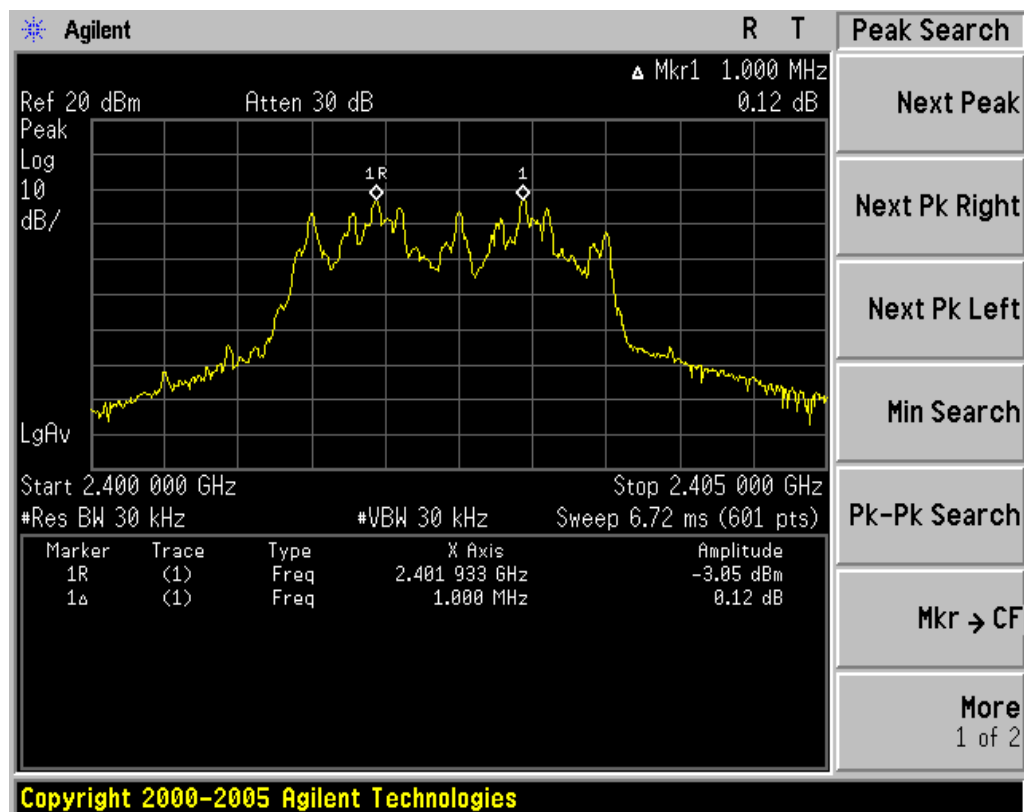 Agilent R T
Peak Search
Δ Mkr1 1.000 MHz
Ref 20 dBm Atten 30 dB 0.12 dB
Peak
Log
10
dB/
1R 1
LgAv
Start 2.400 000 GHz Stop 2.405 000 GHz
#Res BW 30 kHz #VBW 30 kHz Sweep 6.72 ms (601 pts)
Marker Trace Type X Axis Amplitude
1R (1) Freq 2.401 933 GHz -3.05 dBm
1Δ (1) Freq 1.000 MHz 0.12 dB
Next Peak
Next Pk Right
Next Pk Left
Min Search
Pk-Pk Search
Mkr → CF
More
1 of 2
Copyright 2000-2005 Agilent Technologies